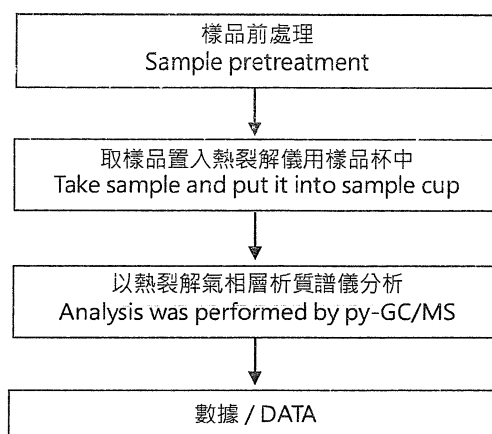 樣品前處理
Sample pretreatment
取樣品置入熱裂解儀用樣品杯中
Take sample and put it into sample cup
以熱裂解氣相層析質譜儀分析
Analysis was performed by py-GC/MS
數據 / DATA